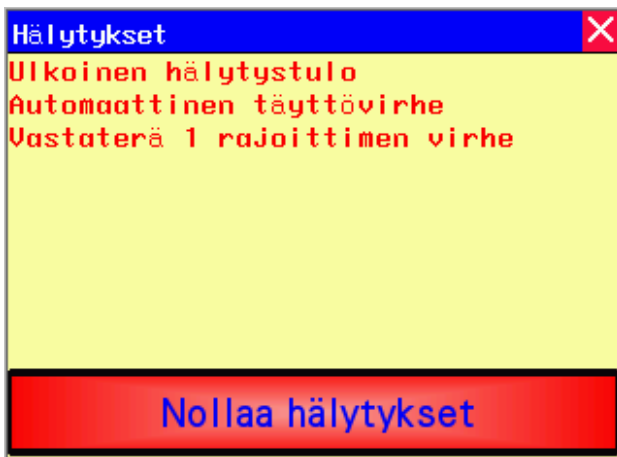 Hälytykset
Ulkoinen hälytystulo
Automaattinen täyttövirhe
Vastaterä 1 rajoittimen virhe
Nollaa hälytykset